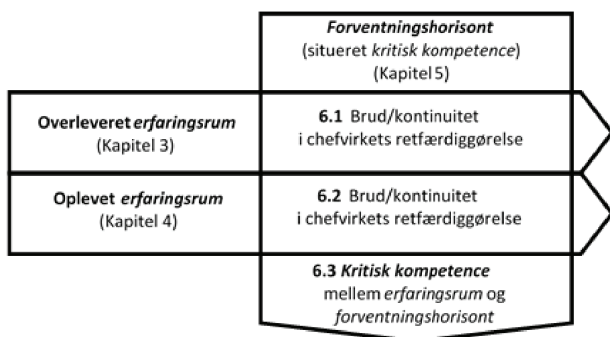 Forventningshorisont
(situeret kritisk kompetence)
(Kapitel 5)
Overleveret erfaringsrum
(Kapitel 3)
6.1 Brud/kontinuitet
i chefvirkets retfærdiggørelse
Oplevet erfaringsrum
(Kapitel 4)
6.2 Brud/kontinuitet
i chefvirkets retfærdiggørelse
6.3 Kritisk kompetence
mellem erfaringsrum og
forventningshorisont